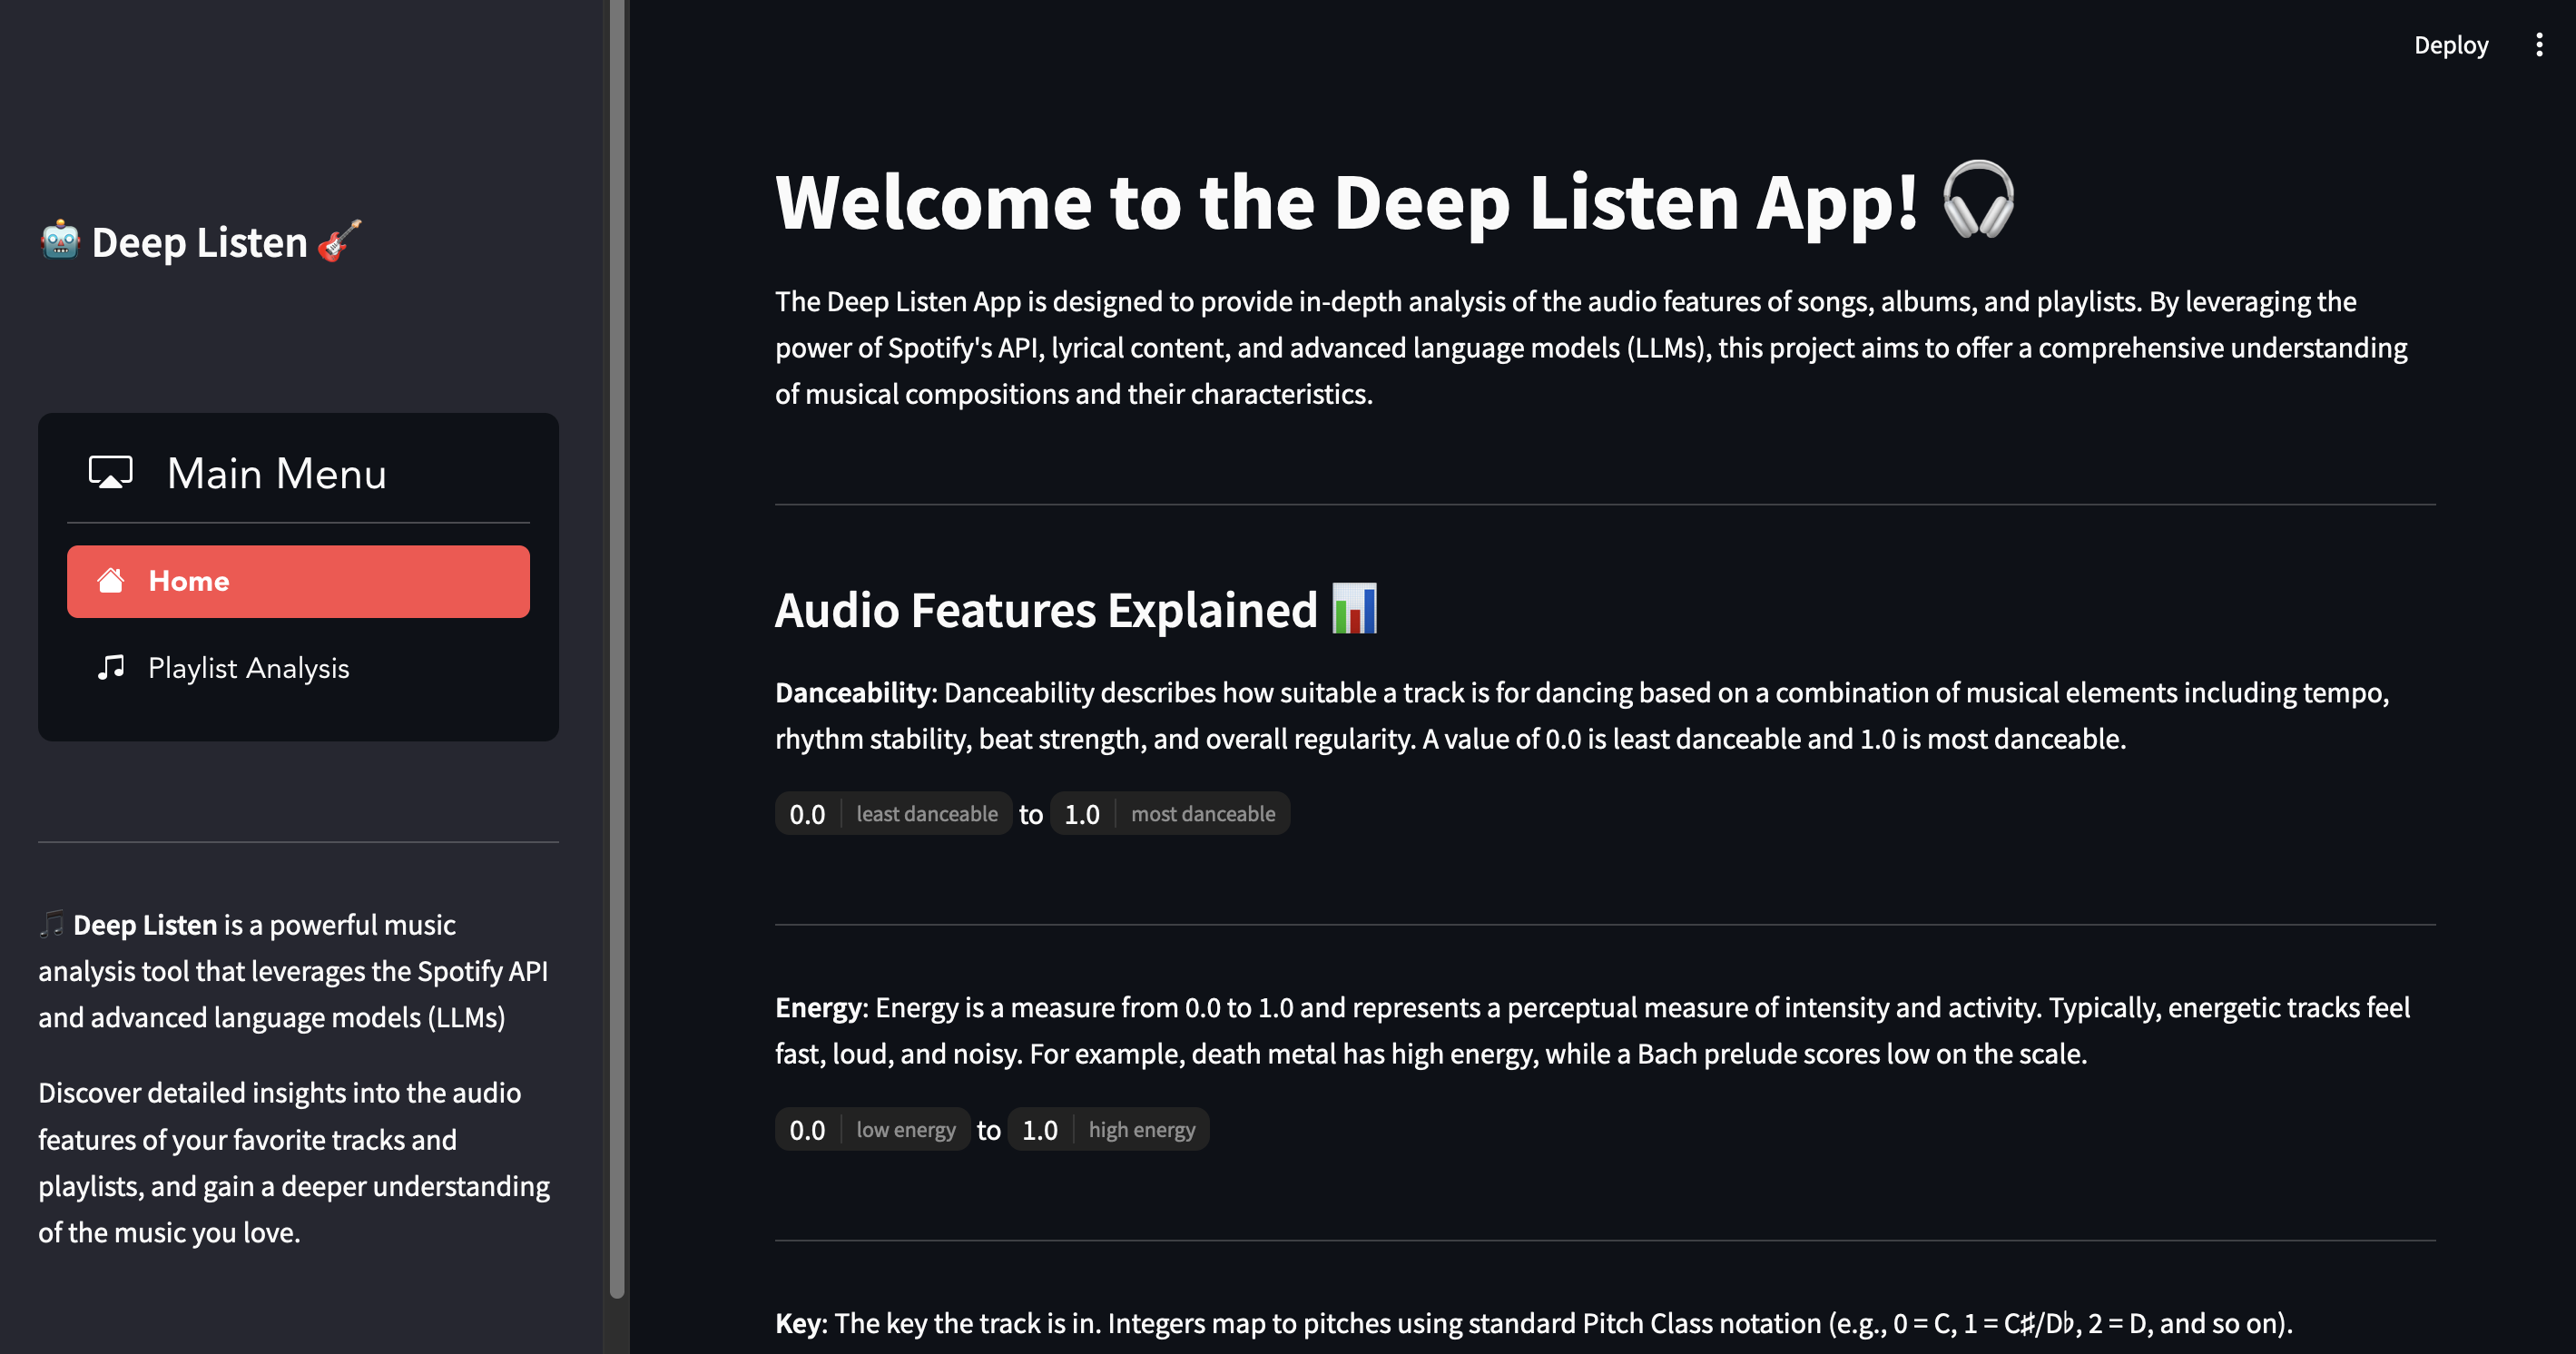 Deploy
🤖 Deep Listen 🎸
Main Menu
Home
Playlist Analysis
🎵 Deep Listen is a powerful music
analysis tool that leverages the Spotify API
and advanced language models (LLMs)
Discover detailed insights into the audio
features of your favorite tracks and
playlists, and gain a deeper understanding
of the music you love.
Welcome to the Deep Listen App! 🎧
The Deep Listen App is designed to provide in-depth analysis of the audio features of songs, albums, and playlists. By leveraging the
power of Spotify's API, lyrical content, and advanced language models (LLMs), this project aims to offer a comprehensive understanding
of musical compositions and their characteristics.
Audio Features Explained 📊
Danceability: Danceability describes how suitable a track is for dancing based on a combination of musical elements including tempo,
rhythm stability, beat strength, and overall regularity. A value of 0.0 is least danceable and 1.0 is most danceable.
0.0 least danceable to 1.0 most danceable
Energy: Energy is a measure from 0.0 to 1.0 and represents a perceptual measure of intensity and activity. Typically, energetic tracks feel
fast, loud, and noisy. For example, death metal has high energy, while a Bach prelude scores low on the scale.
0.0 low energy to 1.0 high energy
Key: The key the track is in. Integers map to pitches using standard Pitch Class notation (e.g., 0 = C, 1 = C♯/D♭, 2 = D, and so on).